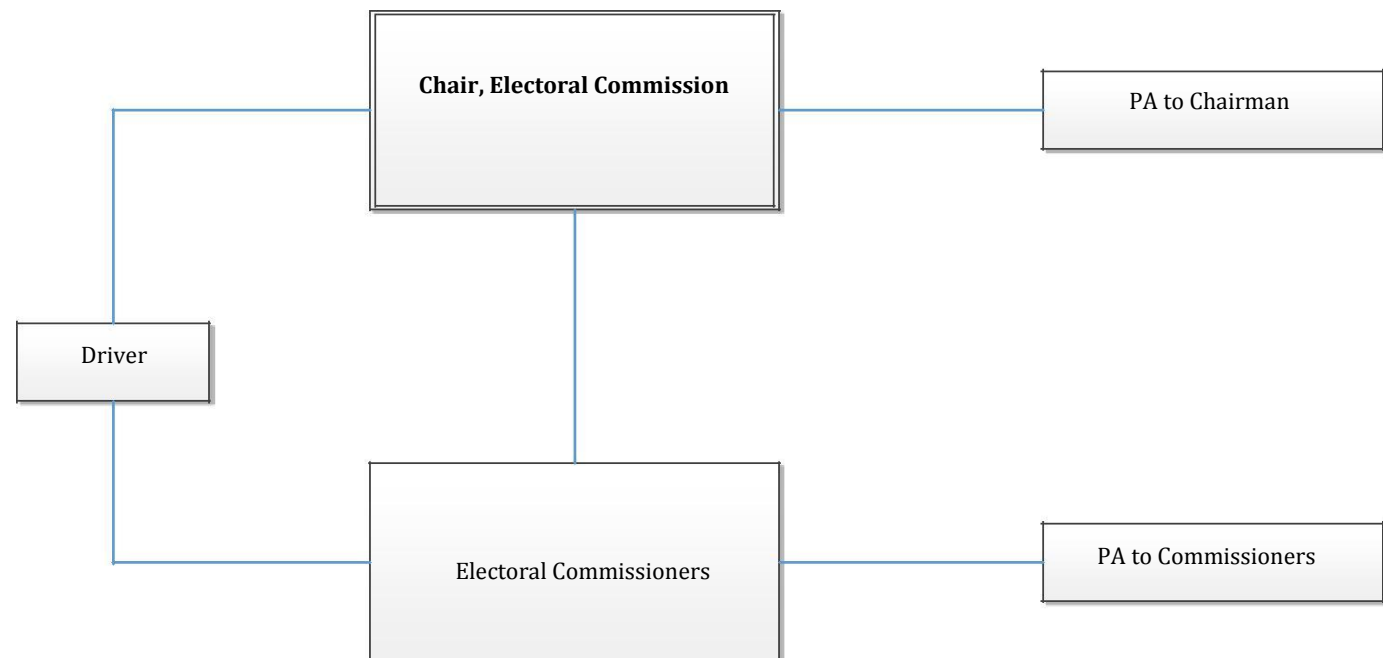 Chair, Electoral Commission
PA to Chairman
Driver
Electoral Commissioners
PA to Commissioners